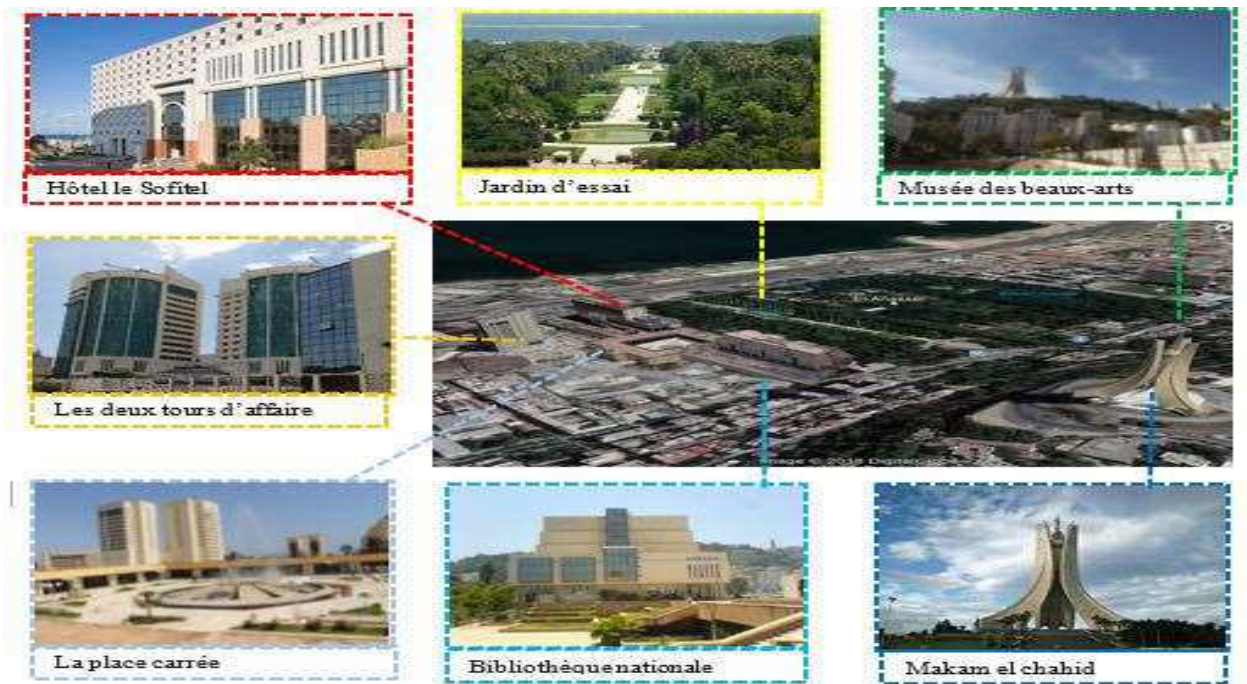 Hôtel le Sofitel
Jardin d'essai
Musée des beaux-arts
Les deux tours d'affaire
La place carrée
Bibliothèque nationale
Makam el chahid